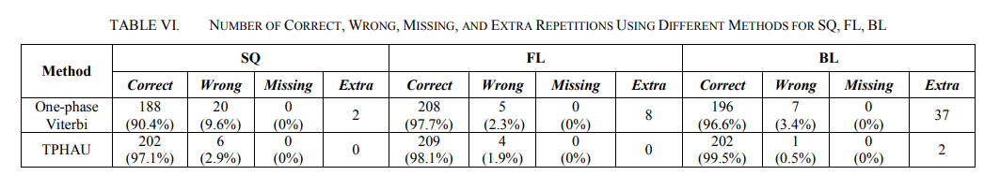 TABLE VI. NUMBER OF CORRECT, WRONG, MISSING, AND EXTRA REPETITIONS USING DIFFERENT METHODS FOR SQ, FL, BL
Method SQ FL BL
Correct Wrong Missing Extra Correct Wrong Missing Extra Correct Wrong Missing Extra
One-phase Viterbi 188 (90.4%) 20 (9.6%) 0 (0%) 2 208 (97.7%) 5 (2.3%) 0 (0%) 8 196 (96.6%) 7 (3.4%) 0 (0%) 37
TPHAU 202 (97.1%) 6 (2.9%) 0 (0%) 0 209 (98.1%) 4 (1.9%) 0 (0%) 0 202 (99.5%) 1 (0.5%) 0 (0%) 2